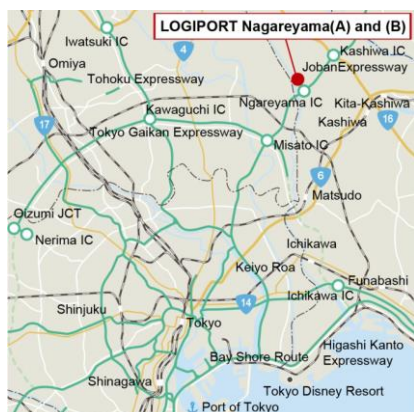 LOGIPORT Nagareyama(A) and (B)
Iwatsuki IC
4
Kashiwa IC
JobanExpressway
Omiya
Tohoku Expressway
Ngareyama IC
Kita-Kashiwa
Kawaguchi IC
Kashiwa
16
17
Tokyo Gaikan Expressway
Misato IC
6
Matsudo
Oizumi JCT
Nerima IC
Ichikawa
Keiyo Roa
Funabashi
Ichikawa IC
14
Shinjuku
Tokyo
Higashi Kanto
Expressway
Bay Shore Route
Shinagawa
Tokyo Disney Resort
Port of Tokyo